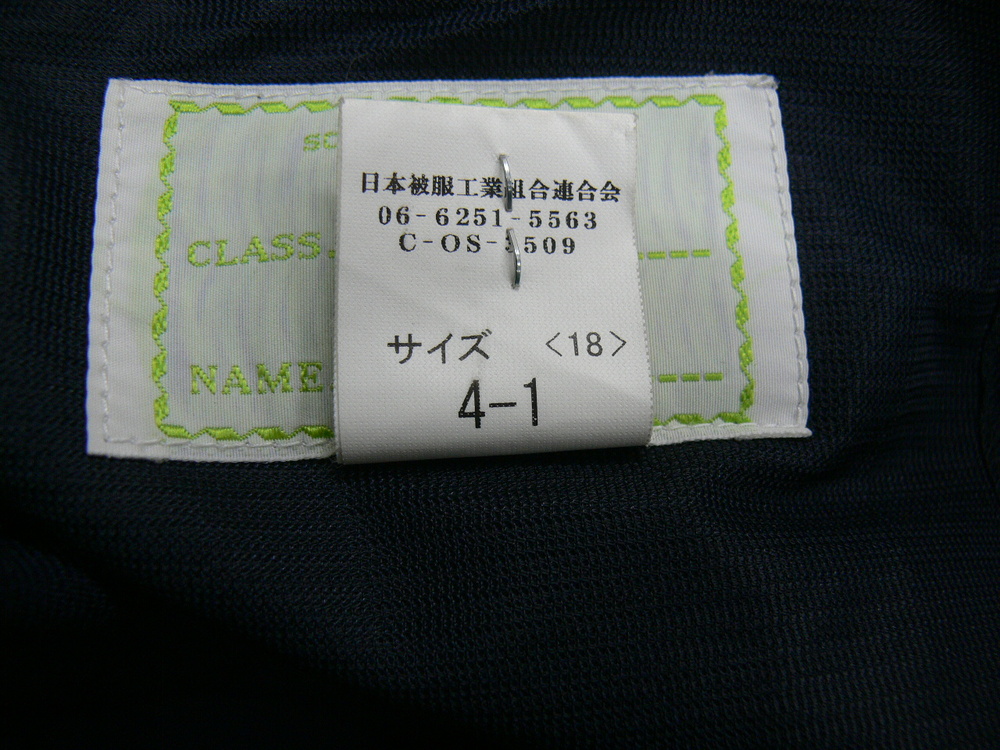 日本被服工業組合連合会
06-6251-5563
C-OS-3509
サイズ <18>
4-1
CLASS
NAME